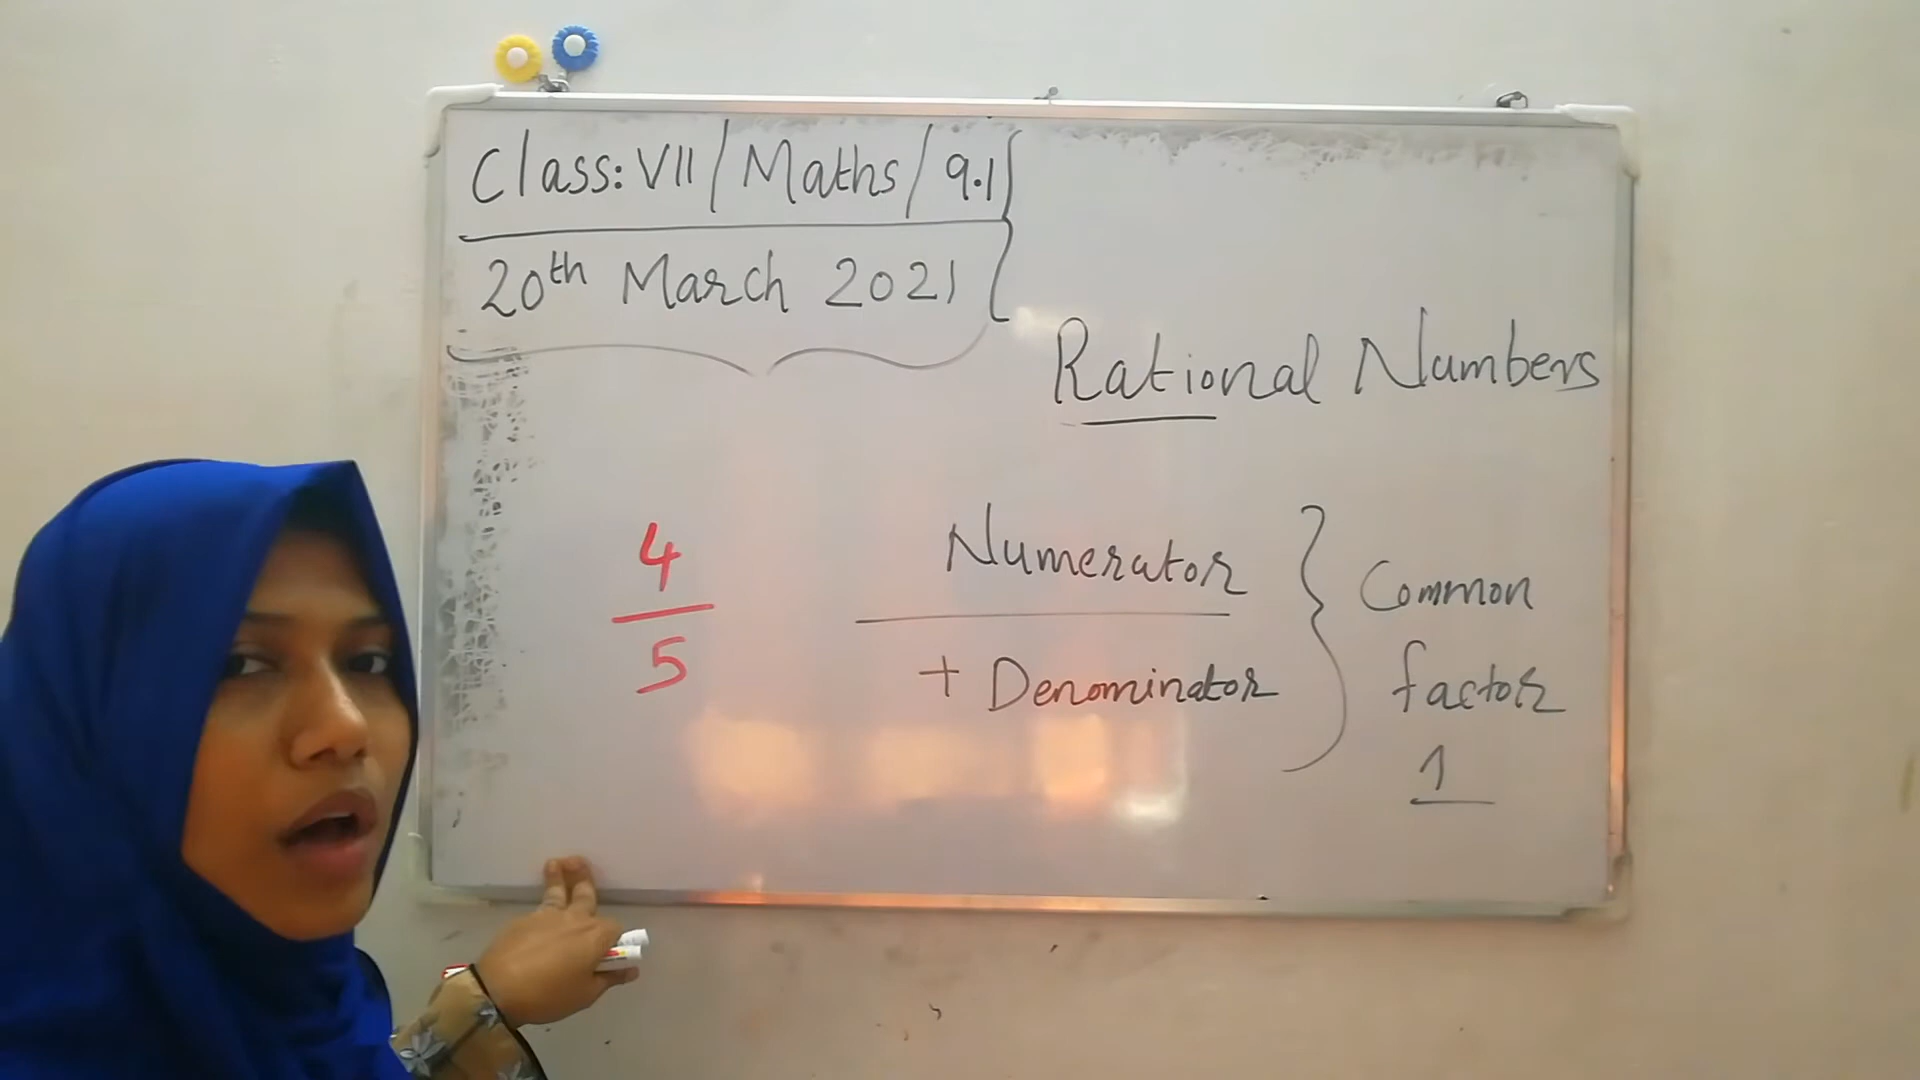 Class: VII / Maths / 9.1
20th March 2021
Rational Numbers
4
5
Numerator
+ Denominator
Common
factor
1